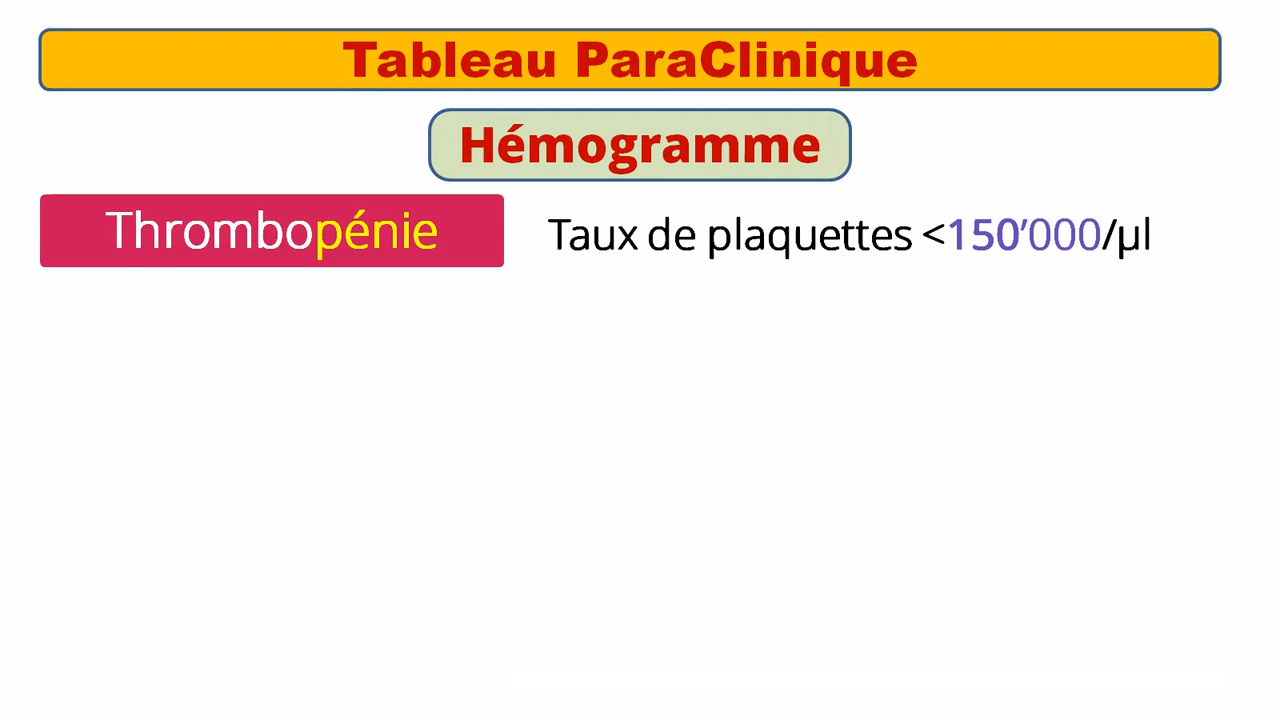 Tableau ParaClinique
Hémogramme
Thrombopénie
Taux de plaquettes <150’000/µl